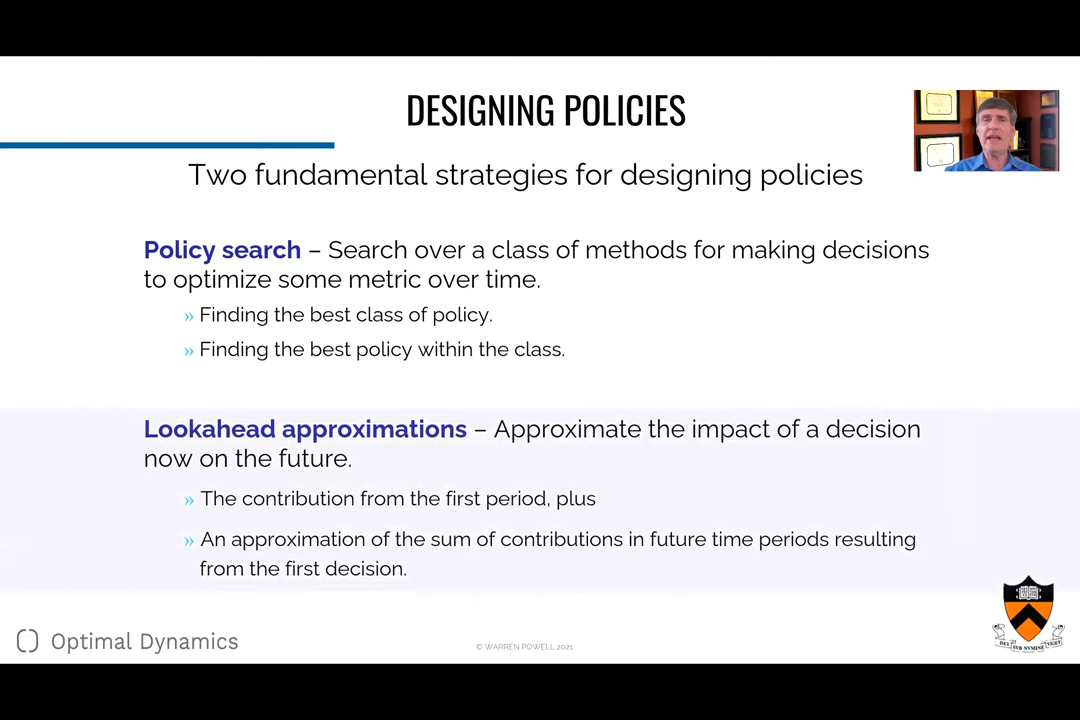 DESIGNING POLICIES
Two fundamental strategies for designing policies
Policy search – Search over a class of methods for making decisions
to optimize some metric over time.
» Finding the best class of policy.
» Finding the best policy within the class.
Lookahead approximations – Approximate the impact of a decision
now on the future.
» The contribution from the first period, plus
» An approximation of the sum of contributions in future time periods resulting
from the first decision.
Optimal Dynamics
© WARREN POWELL 2021
DEI SVB NVMINE VIGET